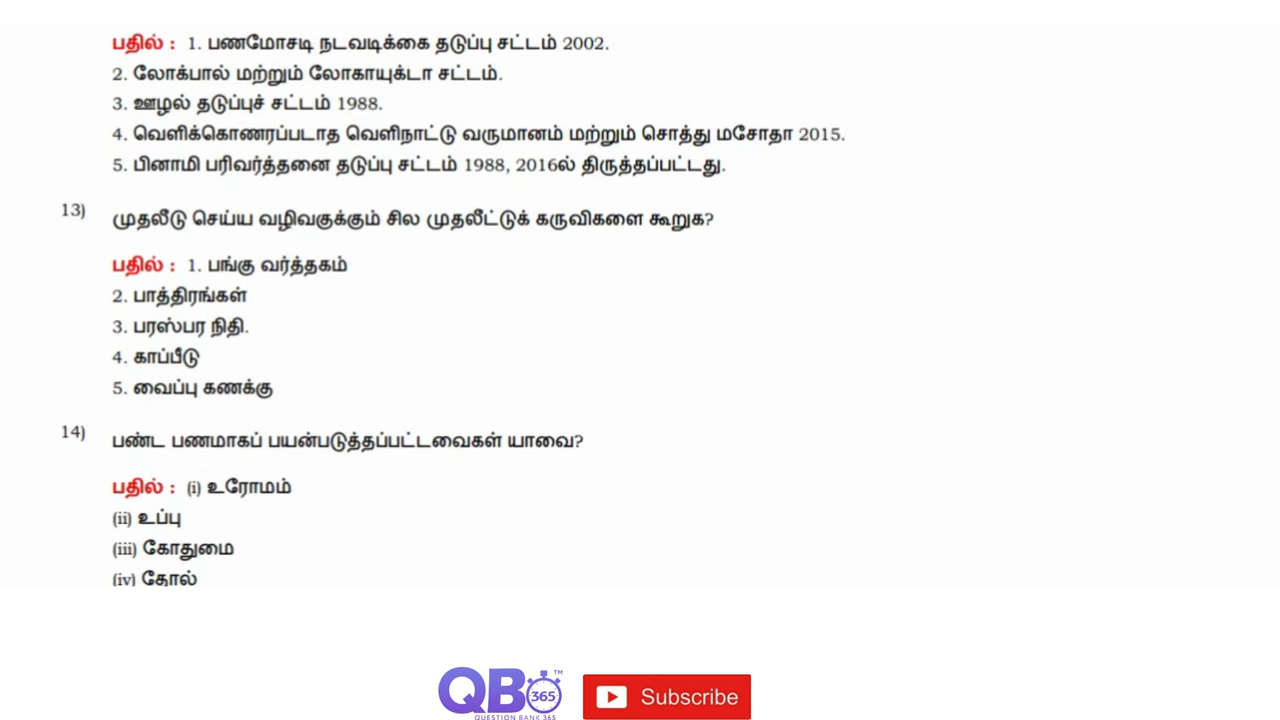 பதில் : 1. பணமோசடி நடவடிக்கை தடுப்பு சட்டம் 2002.
2. லோக்பால் மற்றும் லோகாயுக்டா சட்டம்.
3. ஊழல் தடுப்புச் சட்டம் 1988.
4. வெளிக்கொணரப்படாத வெளிநாட்டு வருமானம் மற்றும் சொத்து மசோதா 2015.
5. பினாமி பரிவர்த்தனை தடுப்பு சட்டம் 1988, 2016ல் திருத்தப்பட்டது.
13) முதலீடு செய்ய வழிவகுக்கும் சில முதலீட்டுக் கருவிகளை கூறுக?
பதில் : 1. பங்கு வர்த்தகம்
2. பாத்திரங்கள்
3. பரஸ்பர நிதி.
4. காப்பீடு
5. வைப்பு கணக்கு
14) பண்ட பணமாகப் பயன்படுத்தப்பட்டவைகள் யாவை?
பதில் : (i) உரோமம்
(ii) உப்பு
(iii) கோதுமை
(iv) தோல்
QB 365 ™
QUESTION BANK 365
Subscribe